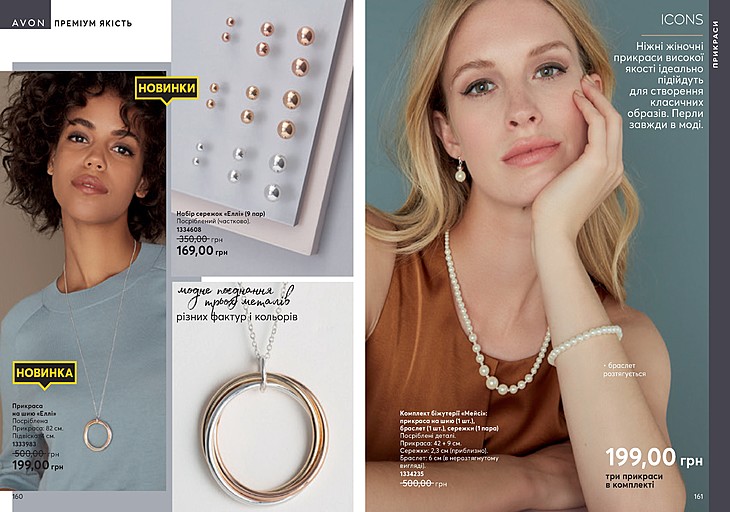 AVON
ПРЕМІУМ ЯКІСТЬ
НОВИНКИ
Набір сережок «Еллі» (9 пар)
Посріблений (частково).
1334608
350,00 грн
169,00 грн
модне поєднання
трьох металів
різних фактур і кольорів
НОВИНКА
Прикраса
на шию «Еллі»
Посріблена
Прикраса: 82 см.
Підвіска: 4 см.
1333983
500,00 грн
199,00 грн
160
ICONS
ПРИКРАСИ
Ніжні жіночні
прикраси високої
якості ідеально
підійдуть
для створення
класичних
образів. Перли
завжди в моді.
• браслет
розтягується
Комплект біжутерії «Мейсі»:
прикраса на шию (1 шт.),
браслет (1 шт.), сережки (1 пара)
Посріблені деталі.
Прикраса: 42 + 9 см.
Сережки: 2,3 см (приблизно).
Браслет: 6 см (в нерозтягнутому
вигляді).
1334235
500,00 грн
199,00 грн
три прикраси
в комплекті
161